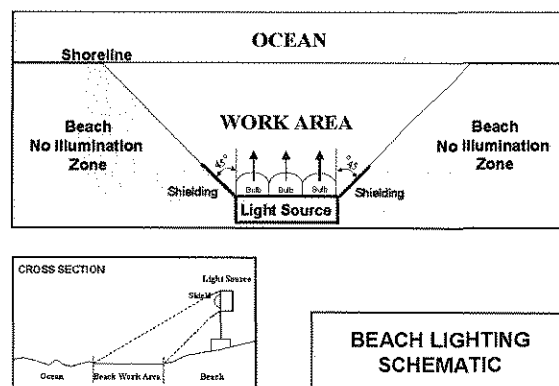 OCEAN
Shoreline
Beach
No Illumination
Zone
WORK AREA
Beach
No Illumination
Zone
45°
45°
Shielding
Bulb Bulb Bulb
Shielding
Light Source
CROSS SECTION
Light Source
Shield
Ocean Beach Work Area Beach
BEACH LIGHTING
SCHEMATIC